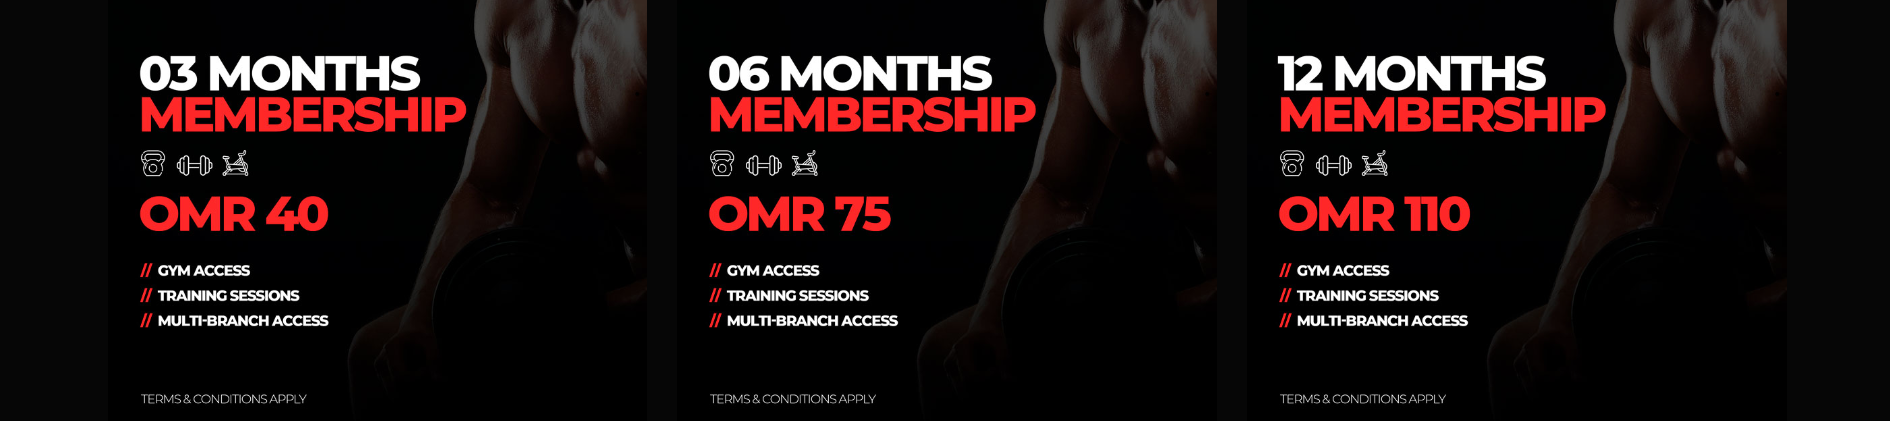 03 MONTHS
MEMBERSHIP
OMR 40
// GYM ACCESS
// TRAINING SESSIONS
// MULTI-BRANCH ACCESS
TERMS & CONDITIONS APPLY
06 MONTHS
MEMBERSHIP
OMR 75
// GYM ACCESS
// TRAINING SESSIONS
// MULTI-BRANCH ACCESS
TERMS & CONDITIONS APPLY
12 MONTHS
MEMBERSHIP
OMR 110
// GYM ACCESS
// TRAINING SESSIONS
// MULTI-BRANCH ACCESS
TERMS & CONDITIONS APPLY